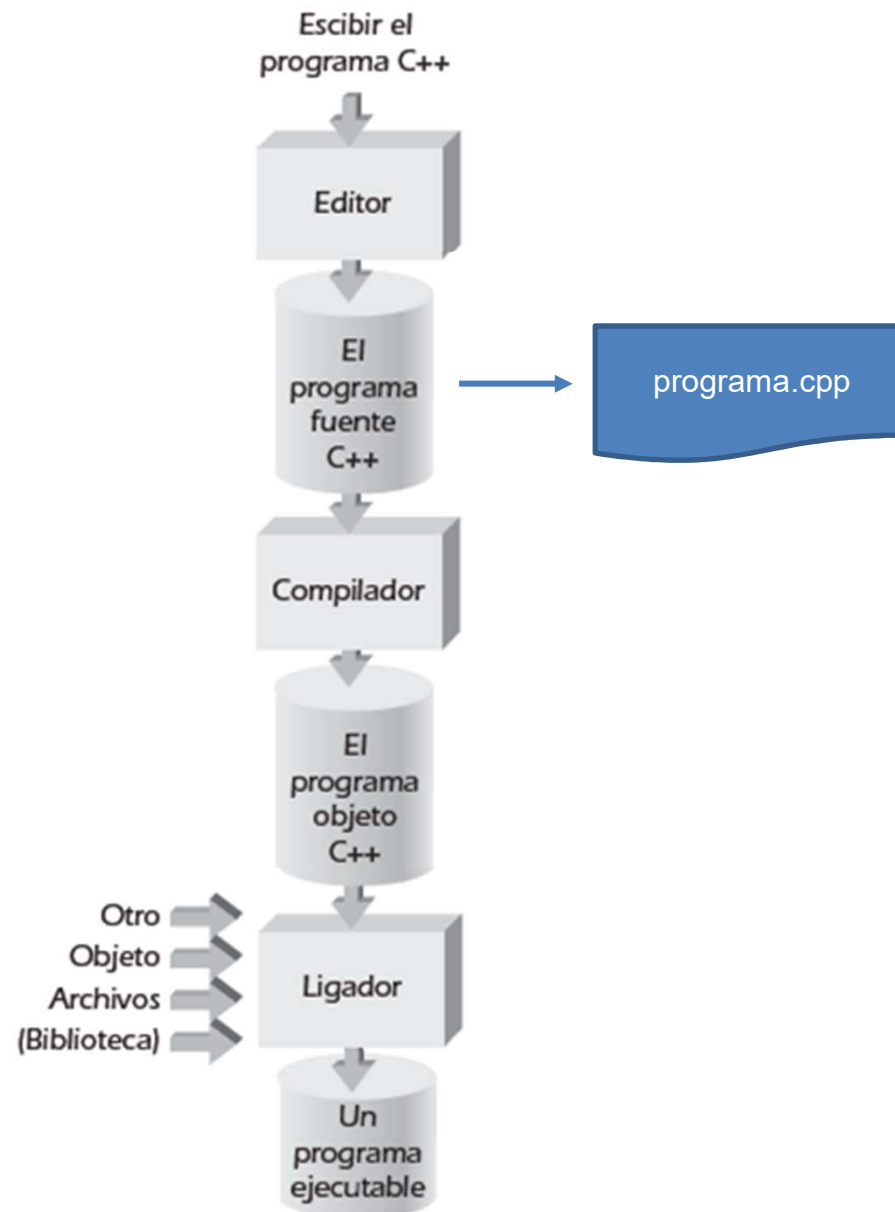 Escibir el
programa C++
Editor
El
programa
fuente
C++
programa.cpp
Compilador
El
programa
objeto
C++
Otro
Objeto
Archivos
(Biblioteca)
Ligador
Un
programa
ejecutable